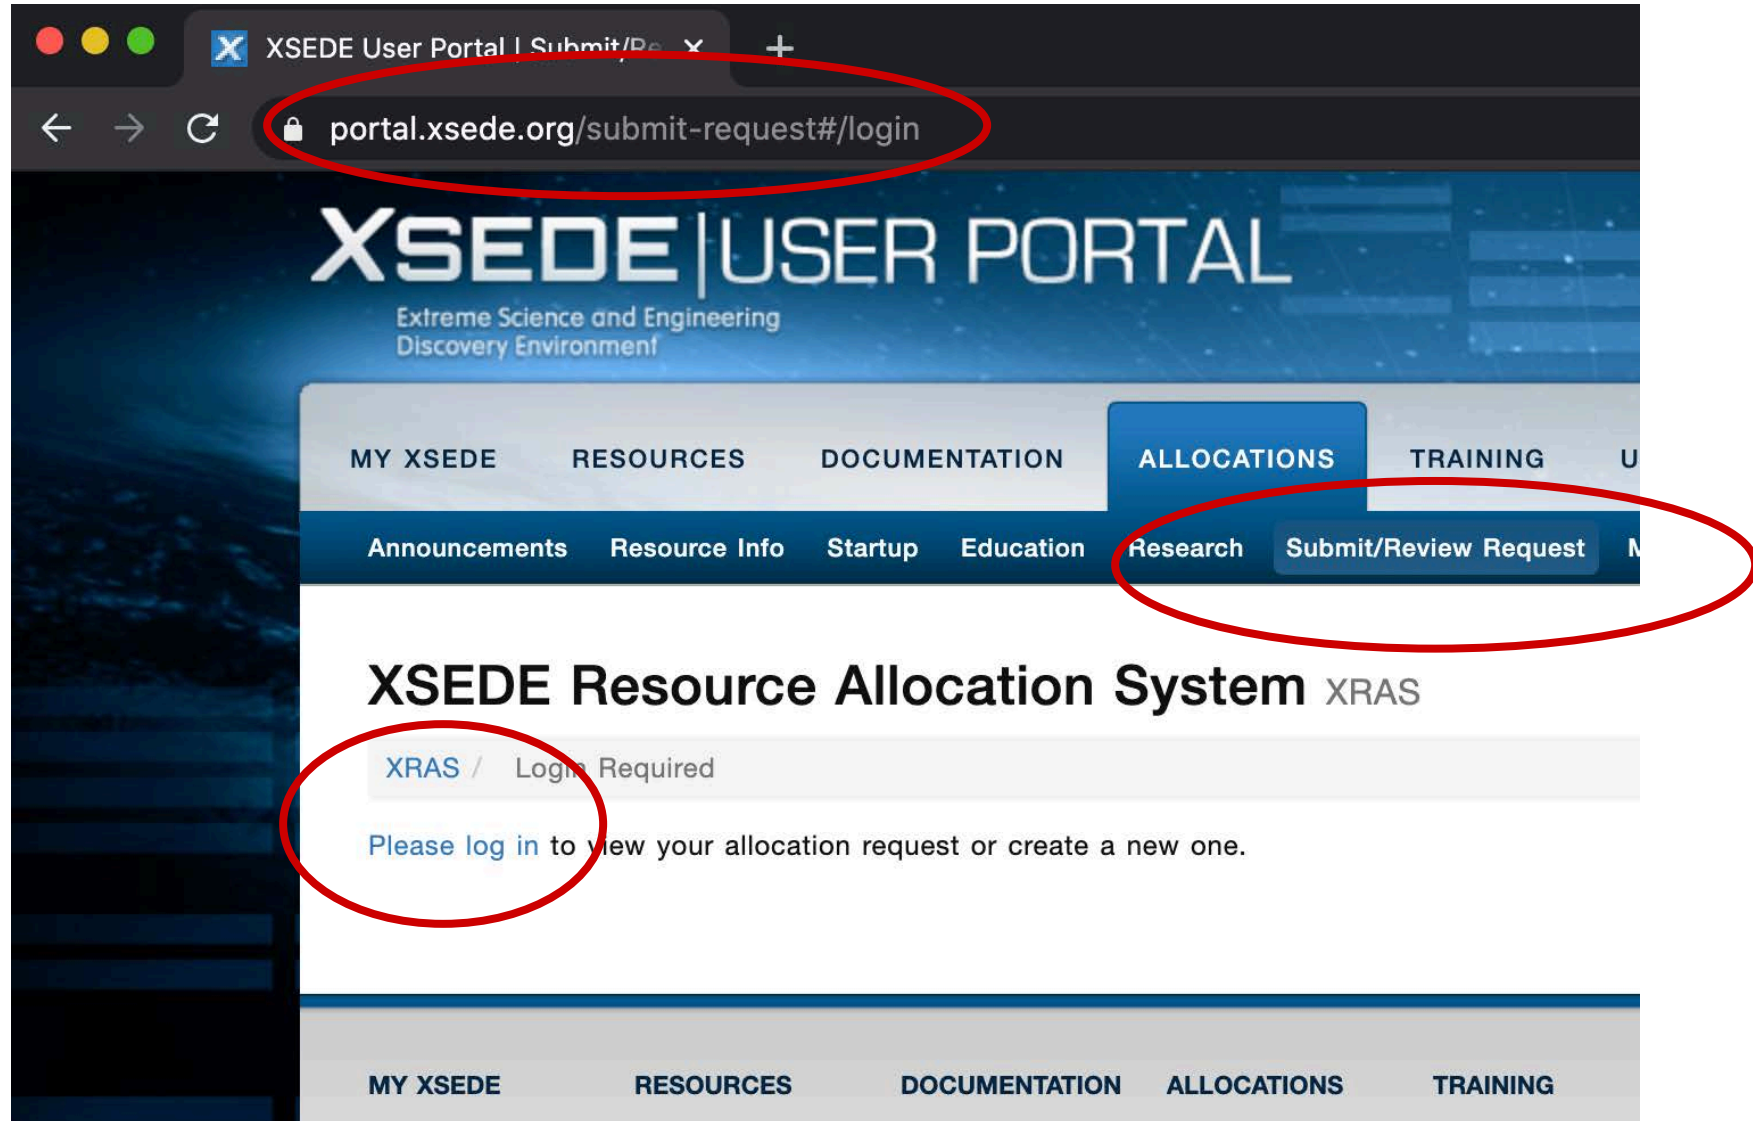 XSEDE User Portal | Submit/Re
portal.xsede.org/submit-request#/login
XSEDE|USER PORTAL
Extreme Science and Engineering
Discovery Environment
MY XSEDE RESOURCES DOCUMENTATION ALLOCATIONS TRAINING U
Announcements Resource Info Startup Education Research Submit/Review Request M
XSEDE Resource Allocation System XRAS
XRAS / Login Required
Please log in to view your allocation request or create a new one.
MY XSEDE RESOURCES DOCUMENTATION ALLOCATIONS TRAINING